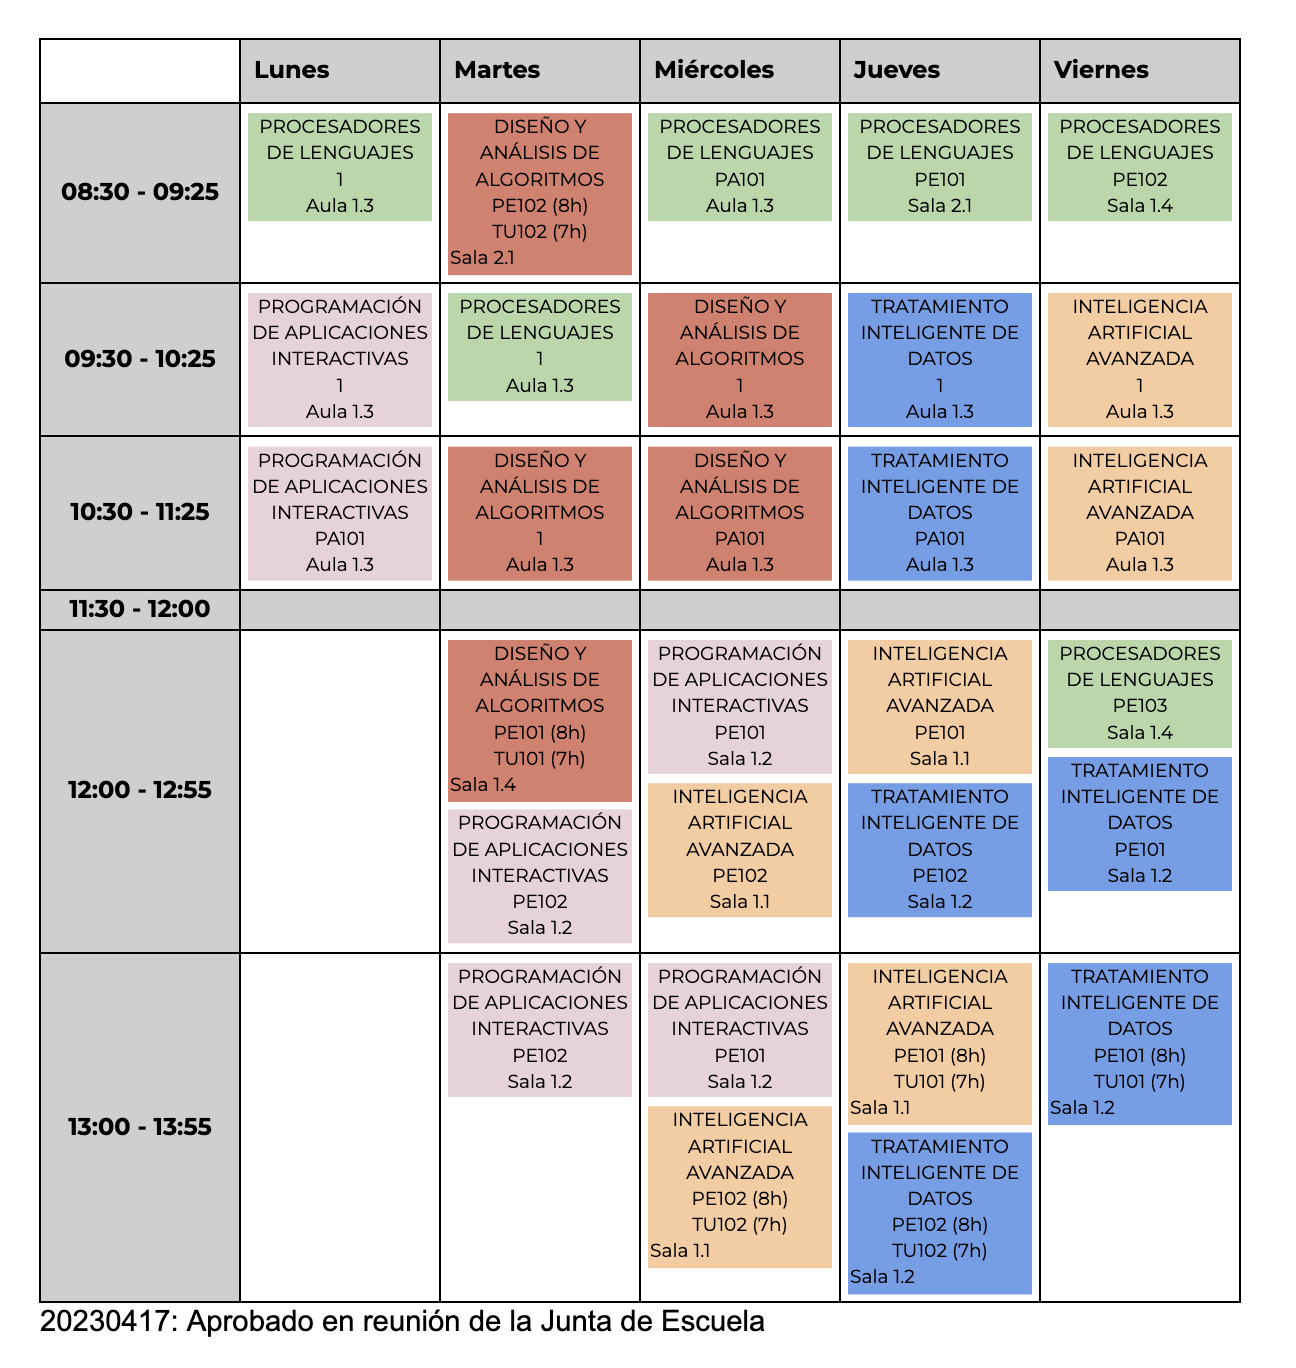 Lunes
Martes
Miércoles
Jueves
Viernes
08:30 - 09:25
PROCESADORES
DE LENGUAJES
1
Aula 1.3
DISEÑO Y
ANÁLISIS DE
ALGORITMOS
PE102 (8h)
TU102 (7h)
Sala 2.1
PROCESADORES
DE LENGUAJES
PA101
Aula 1.3
PROCESADORES
DE LENGUAJES
PE101
Sala 2.1
PROCESADORES
DE LENGUAJES
PE102
Sala 1.4
09:30 - 10:25
PROGRAMACIÓN
DE APLICACIONES
INTERACTIVAS
1
Aula 1.3
PROCESADORES
DE LENGUAJES
1
Aula 1.3
DISEÑO Y
ANÁLISIS DE
ALGORITMOS
1
Aula 1.3
TRATAMIENTO
INTELIGENTE DE
DATOS
1
Aula 1.3
INTELIGENCIA
ARTIFICIAL
AVANZADA
1
Aula 1.3
10:30 - 11:25
PROGRAMACIÓN
DE APLICACIONES
INTERACTIVAS
PA101
Aula 1.3
DISEÑO Y
ANÁLISIS DE
ALGORITMOS
1
Aula 1.3
DISEÑO Y
ANÁLISIS DE
ALGORITMOS
PA101
Aula 1.3
TRATAMIENTO
INTELIGENTE DE
DATOS
PA101
Aula 1.3
INTELIGENCIA
ARTIFICIAL
AVANZADA
PA101
Aula 1.3
11:30 - 12:00
12:00 - 12:55
DISEÑO Y
ANÁLISIS DE
ALGORITMOS
PE101 (8h)
TU101 (7h)
Sala 1.4
PROGRAMACIÓN
DE APLICACIONES
INTERACTIVAS
PE102
Sala 1.2
PROGRAMACIÓN
DE APLICACIONES
INTERACTIVAS
PE101
Sala 1.2
INTELIGENCIA
ARTIFICIAL
AVANZADA
PE102
Sala 1.1
INTELIGENCIA
ARTIFICIAL
AVANZADA
PE101
Sala 1.1
TRATAMIENTO
INTELIGENTE DE
DATOS
PE102
Sala 1.2
PROCESADORES
DE LENGUAJES
PE103
Sala 1.4
TRATAMIENTO
INTELIGENTE DE
DATOS
PE101
Sala 1.2
13:00 - 13:55
PROGRAMACIÓN
DE APLICACIONES
INTERACTIVAS
PE102
Sala 1.2
PROGRAMACIÓN
DE APLICACIONES
INTERACTIVAS
PE101
Sala 1.2
INTELIGENCIA
ARTIFICIAL
AVANZADA
PE102 (8h)
TU102 (7h)
Sala 1.1
INTELIGENCIA
ARTIFICIAL
AVANZADA
PE101 (8h)
TU101 (7h)
Sala 1.1
TRATAMIENTO
INTELIGENTE DE
DATOS
PE102 (8h)
TU102 (7h)
Sala 1.2
TRATAMIENTO
INTELIGENTE DE
DATOS
PE101 (8h)
TU101 (7h)
Sala 1.2
20230417: Aprobado en reunión de la Junta de Escuela